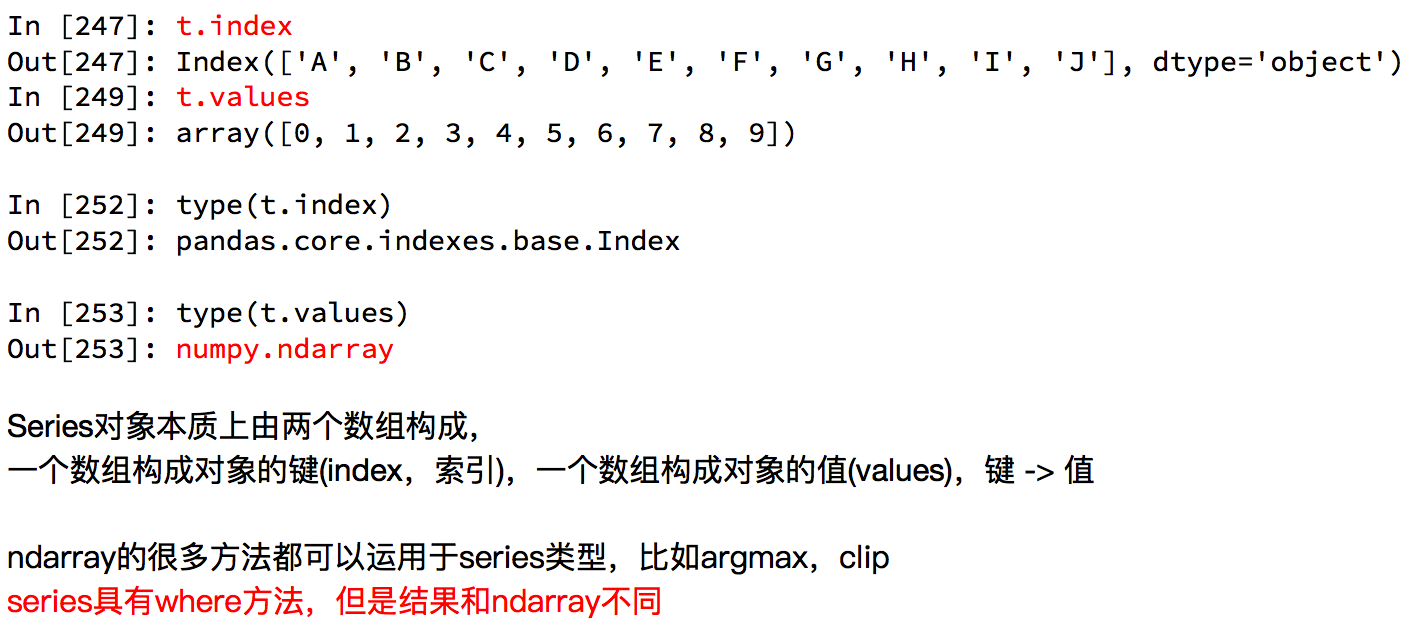 In [247]: t.index
Out[247]: Index(['A', 'B', 'C', 'D', 'E', 'F', 'G', 'H', 'I', 'J'], dtype='object')
In [249]: t.values
Out[249]: array([0, 1, 2, 3, 4, 5, 6, 7, 8, 9])
In [252]: type(t.index)
Out[252]: pandas.core.indexes.base.Index
In [253]: type(t.values)
Out[253]: numpy.ndarray
Series对象本质上由两个数组构成，
一个数组构成对象的键(index，索引)，一个数组构成对象的值(values)，键 -> 值
ndarray的很多方法都可以运用于series类型，比如argmax，clip
series具有where方法，但是结果和ndarray不同